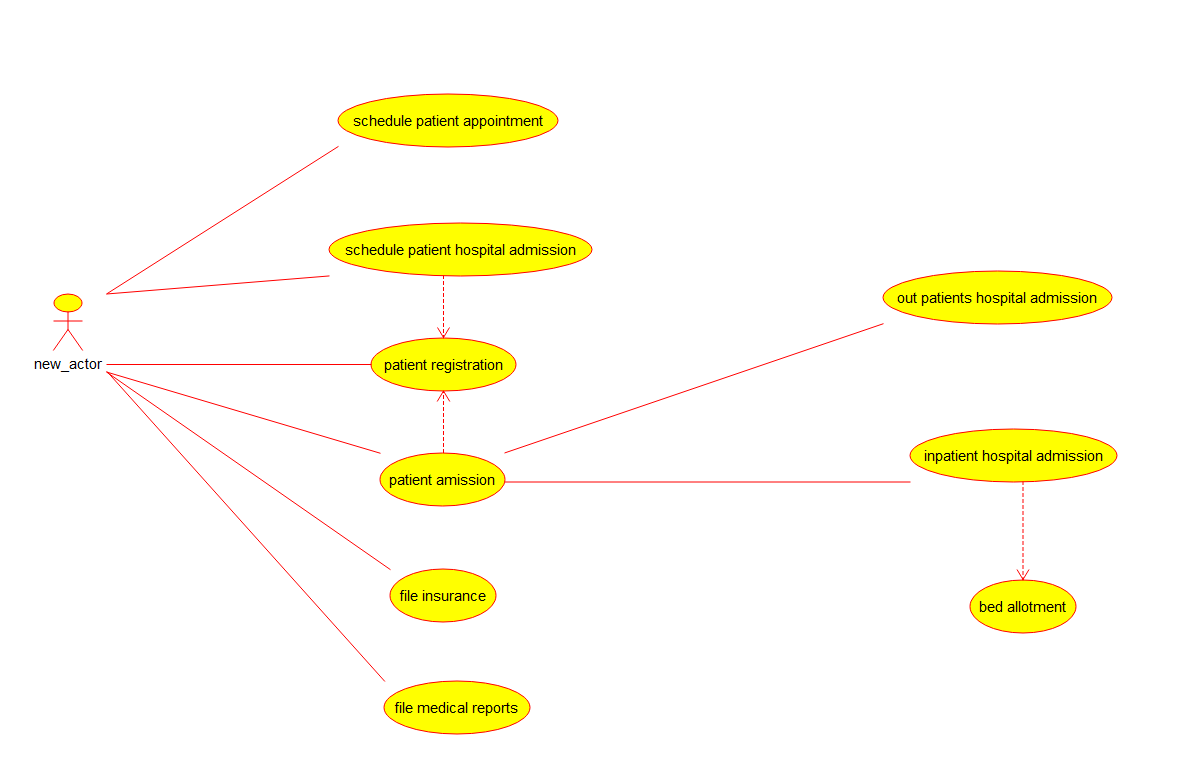 schedule patient appointment
schedule patient hospital admission
out patients hospital admission
new_actor
patient registration
inpatient hospital admission
patient amission
file insurance
bed allotment
file medical reports